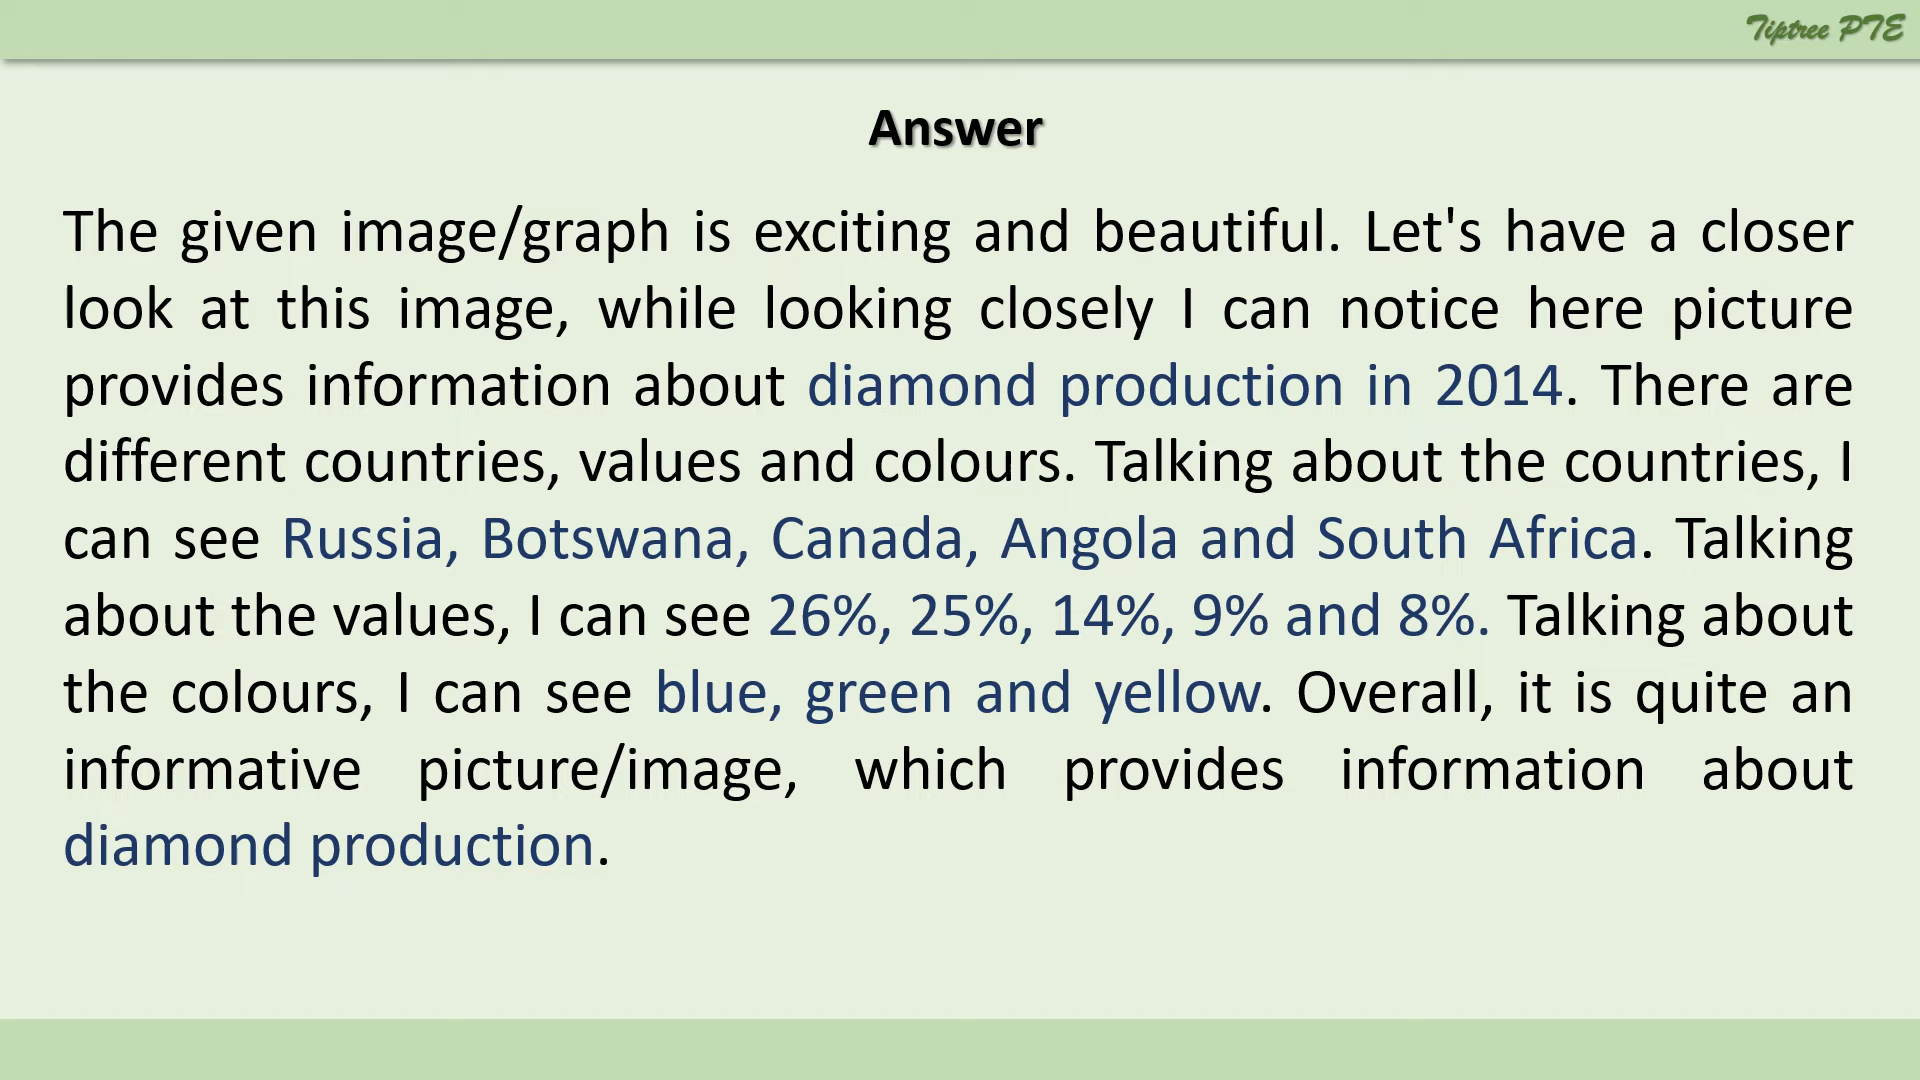 Tiptree PTE
Answer
The given image/graph is exciting and beautiful. Let's have a closer
look at this image, while looking closely I can notice here picture
provides information about diamond production in 2014. There are
different countries, values and colours. Talking about the countries, I
can see Russia, Botswana, Canada, Angola and South Africa. Talking
about the values, I can see 26%, 25%, 14%, 9% and 8%. Talking about
the colours, I can see blue, green and yellow. Overall, it is quite an
informative picture/image, which provides information about
diamond production.